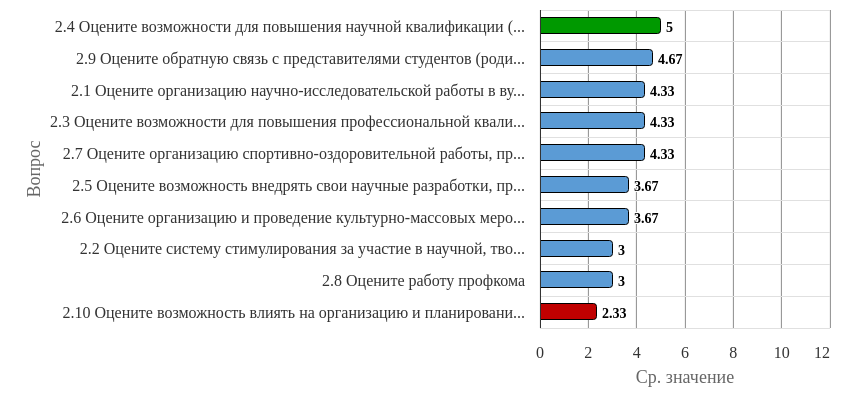 2.4 Оцените возможности для повышения научной квалификации (... 5
2.9 Оцените обратную связь с представителями студентов (роди... 4.67
2.1 Оцените организацию научно-исследовательской работы в ву... 4.33
2.3 Оцените возможности для повышения профессиональной квали... 4.33
2.7 Оцените организацию спортивно-оздоровительной работы, пр... 4.33
2.5 Оцените возможность внедрять свои научные разработки, пр... 3.67
2.6 Оцените организацию и проведение культурно-массовых меро... 3.67
2.2 Оцените систему стимулирования за участие в научной, тво... 3
2.8 Оцените работу профкома 3
2.10 Оцените возможность влиять на организацию и планировани... 2.33
Вопрос
0 2 4 6 8 10 12
Ср. значение